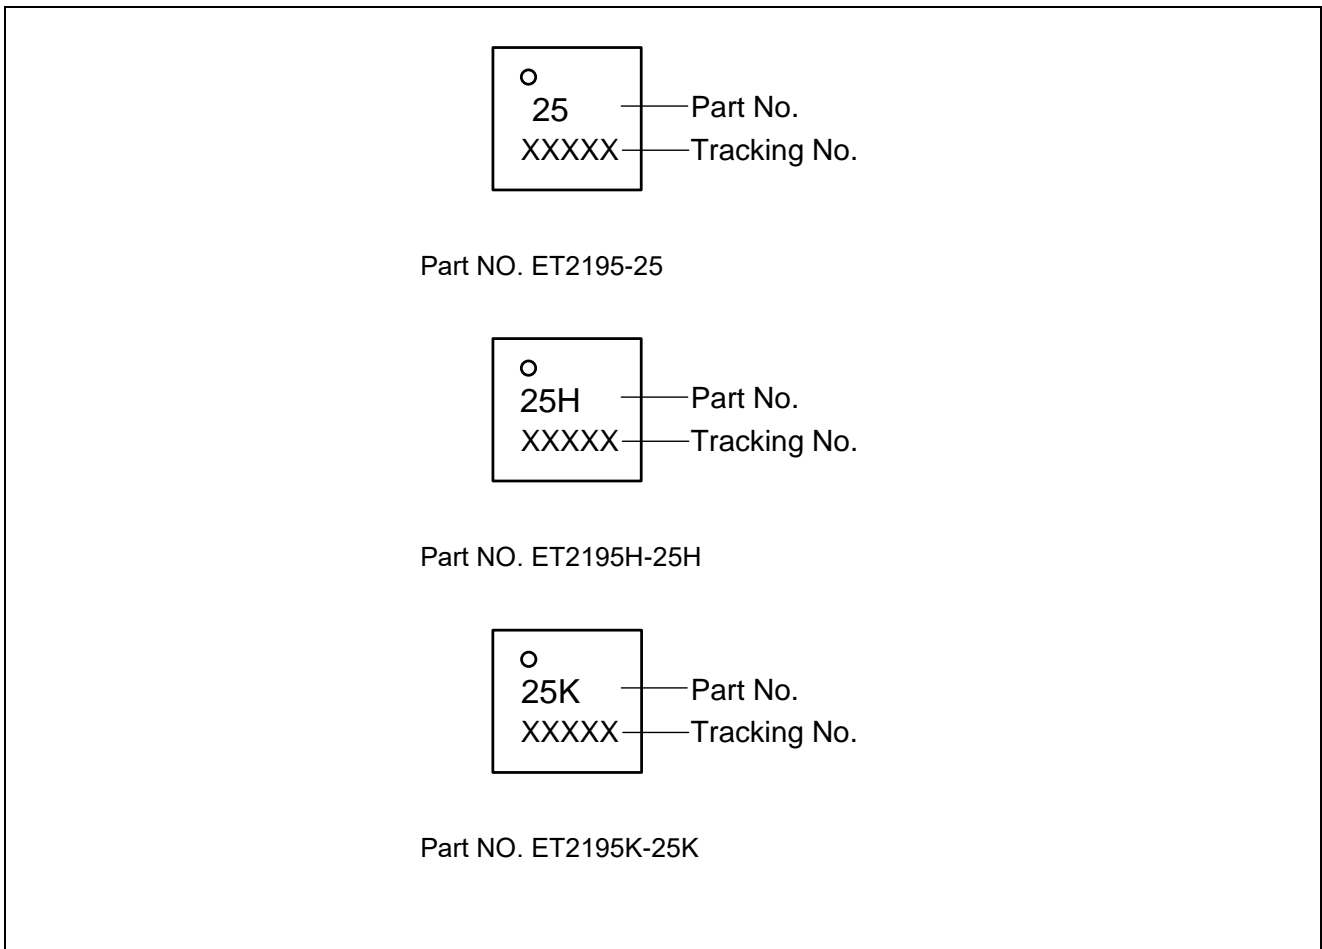 25 Part No.
XXXXX Tracking No.
Part NO. ET2195-25
25H Part No.
XXXXX Tracking No.
Part NO. ET2195H-25H
25K Part No.
XXXXX Tracking No.
Part NO. ET2195K-25K